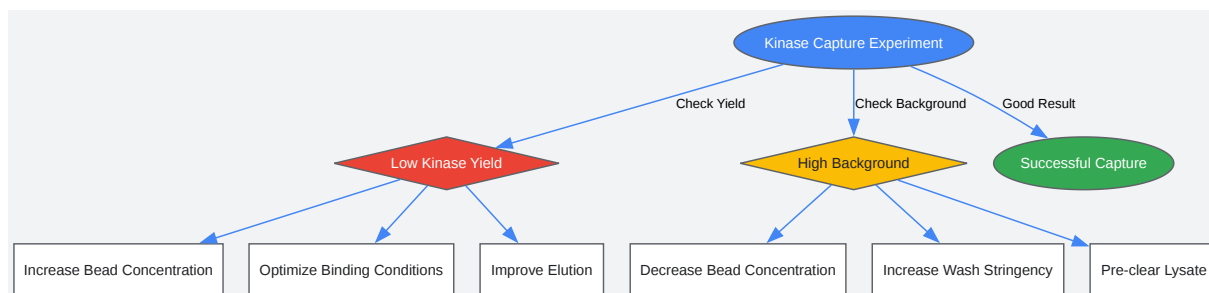 Kinase Capture Experiment
Check Yield
Check Background
Good Result
Low Kinase Yield
High Background
Successful Capture
Increase Bead Concentration
Optimize Binding Conditions
Improve Elution
Decrease Bead Concentration
Increase Wash Stringency
Pre-clear Lysate